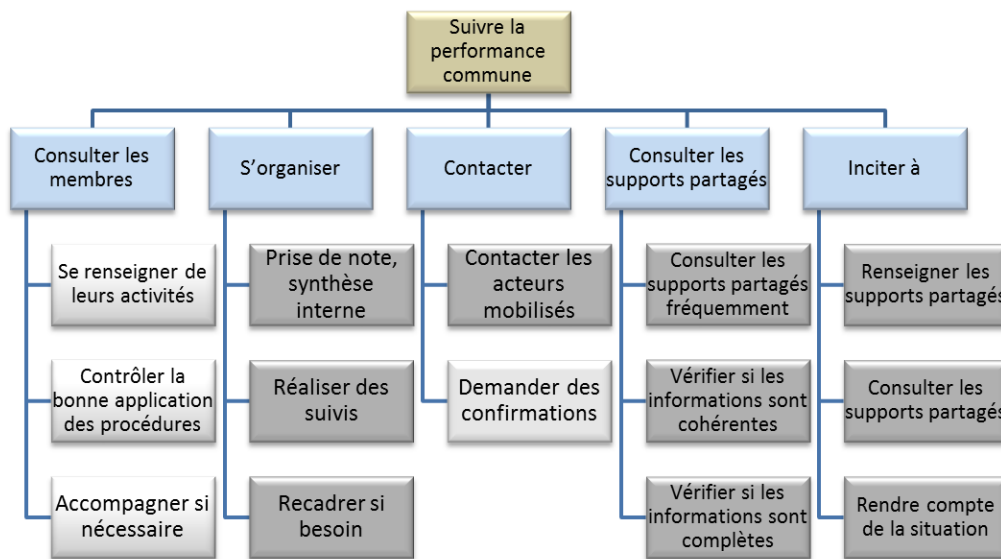 Suivre la
performance
commune
Consulter les
membres
S'organiser
Contacter
Consulter les
supports partagés
Inciter à
Se renseigner de
leurs activités
Prise de note,
synthèse
interne
Contacter les
acteurs
mobilisés
Consulter les
supports partagés
fréquemment
Renseigner les
supports partagés
Contrôler la
bonne application
des procédures
Réaliser des
suivis
Demander des
confirmations
Vérifier si les
informations sont
cohérentes
Consulter les
supports partagés
Accompagner si
nécessaire
Recadrer si
besoin
Vérifier si les
informations sont
complètes
Rendre compte
de la situation